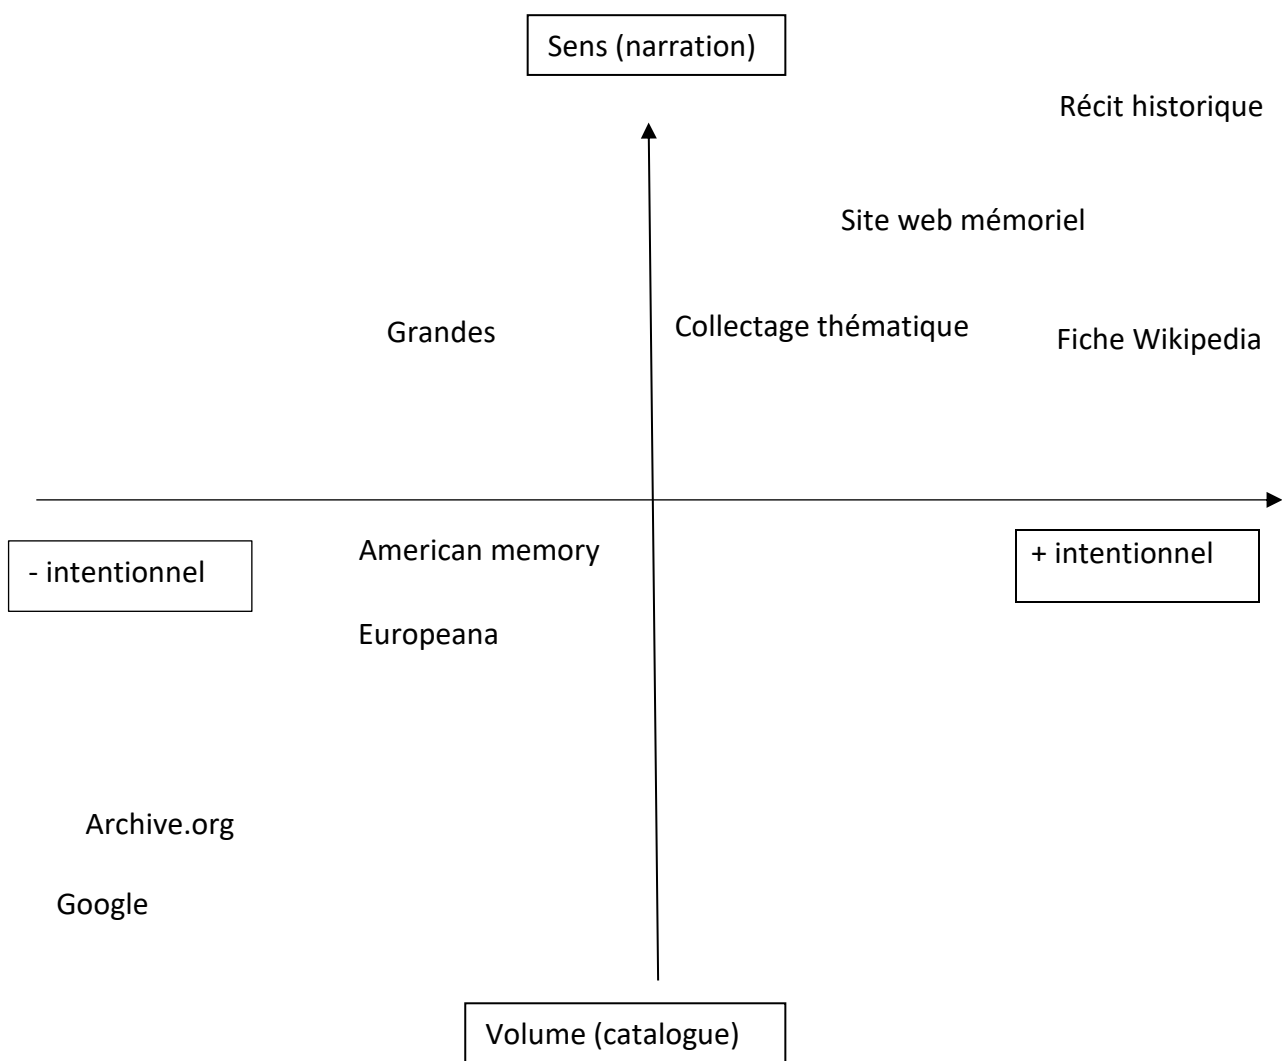 Sens (narration)
Récit historique
Site web mémoriel
Grandes
Collectage thématique
Fiche Wikipedia
- intentionnel
American memory
+ intentionnel
Europeana
Archive.org
Google
Volume (catalogue)